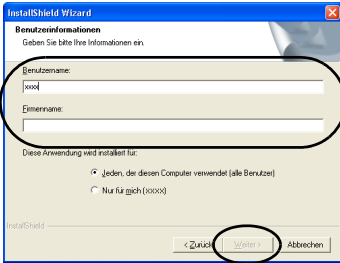 InstallShield Wizard
Benutzerinformationen
Geben Sie bitte Ihre Informationen ein.
Benutzername:
xxxx
Firmenname:
Diese Anwendung wird installiert für:
Jeden, der diesen Computer verwendet (alle Benutzer)
Nur für mich (xxxx)
InstallShield
< Zurück
Weiter >
Abbrechen